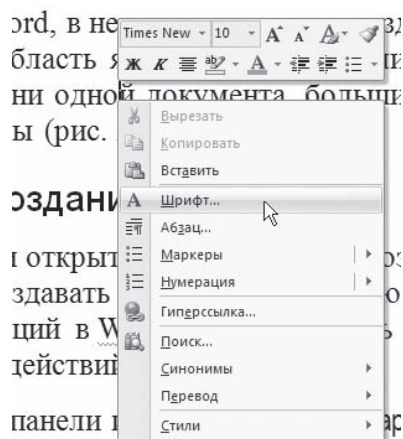 ord, в не
Times New 10
бласть
ни одной документа, больши
ы (рис.
Вырезать
Копировать
Вставить
Шрифт...
Абзац...
Маркеры
Нумерация
Гиперссылка...
Поиск...
Синонимы
Перевод
Стили
оздани
открыт
здавать
ций в W
действий
панели